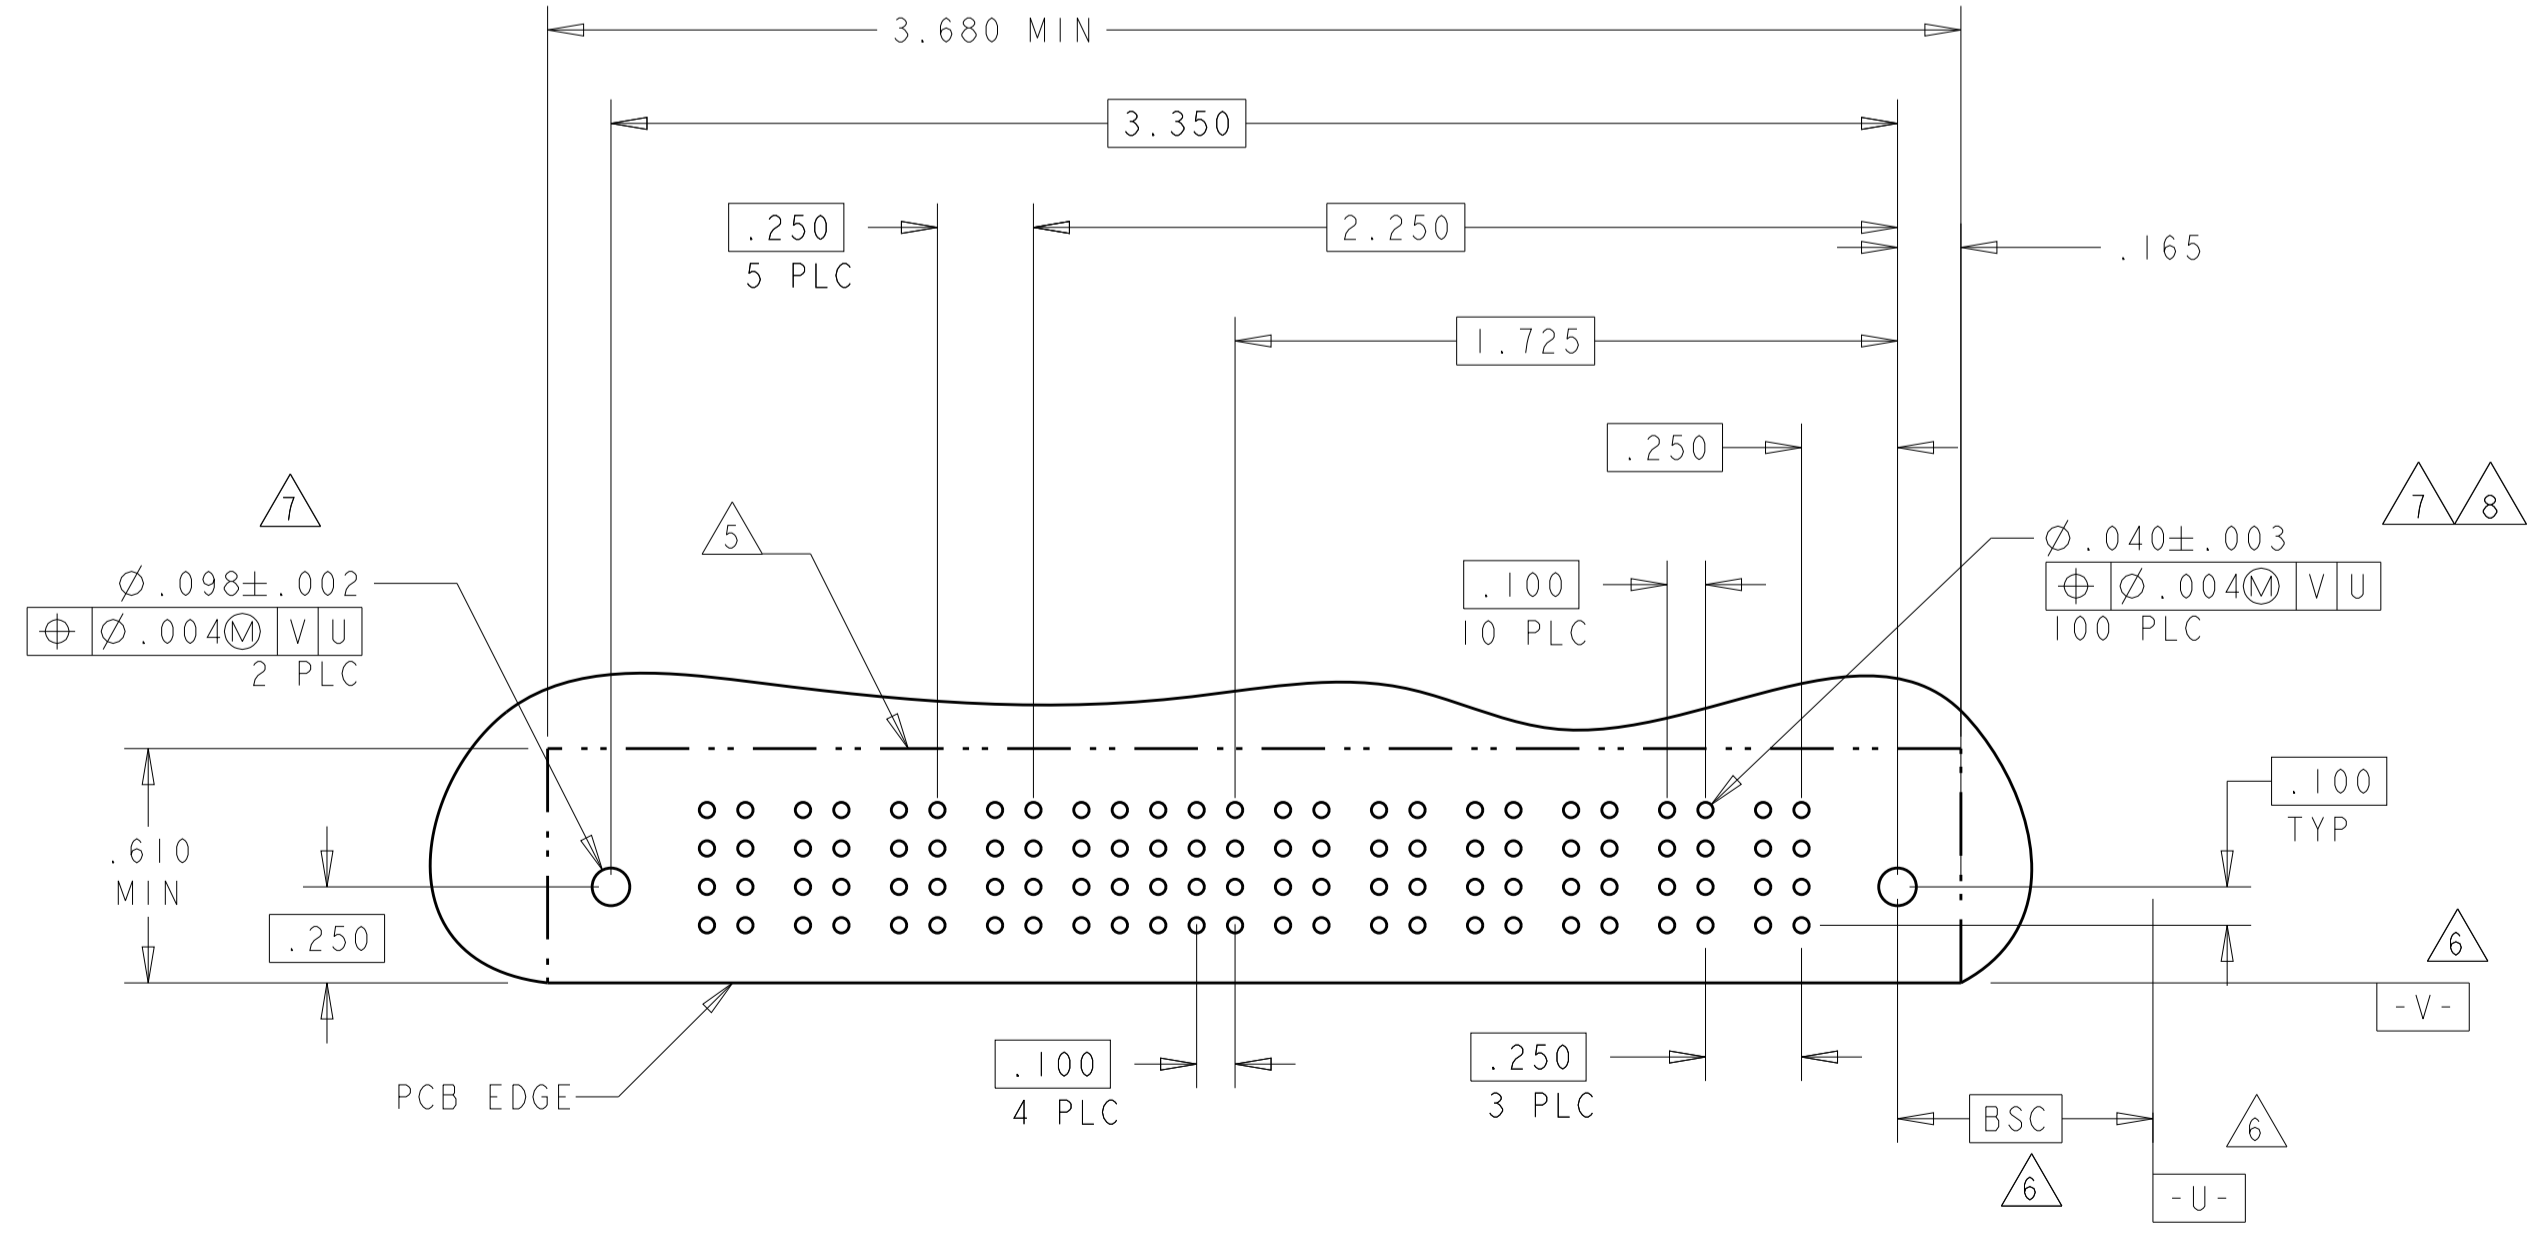 3.680 MIN
3.350
.250
5 PLC
2.250
.165
1.725
.250
7
5
7 8
Ø.098±.002
⌖ Ø.004Ⓜ V U
2 PLC
.100
10 PLC
Ø.040±.003
⌖ Ø.004Ⓜ V U
100 PLC
.610
MIN
.250
.100
TYP
6
-V-
PCB EDGE
.100
4 PLC
.250
3 PLC
BSC
6
6
-U-